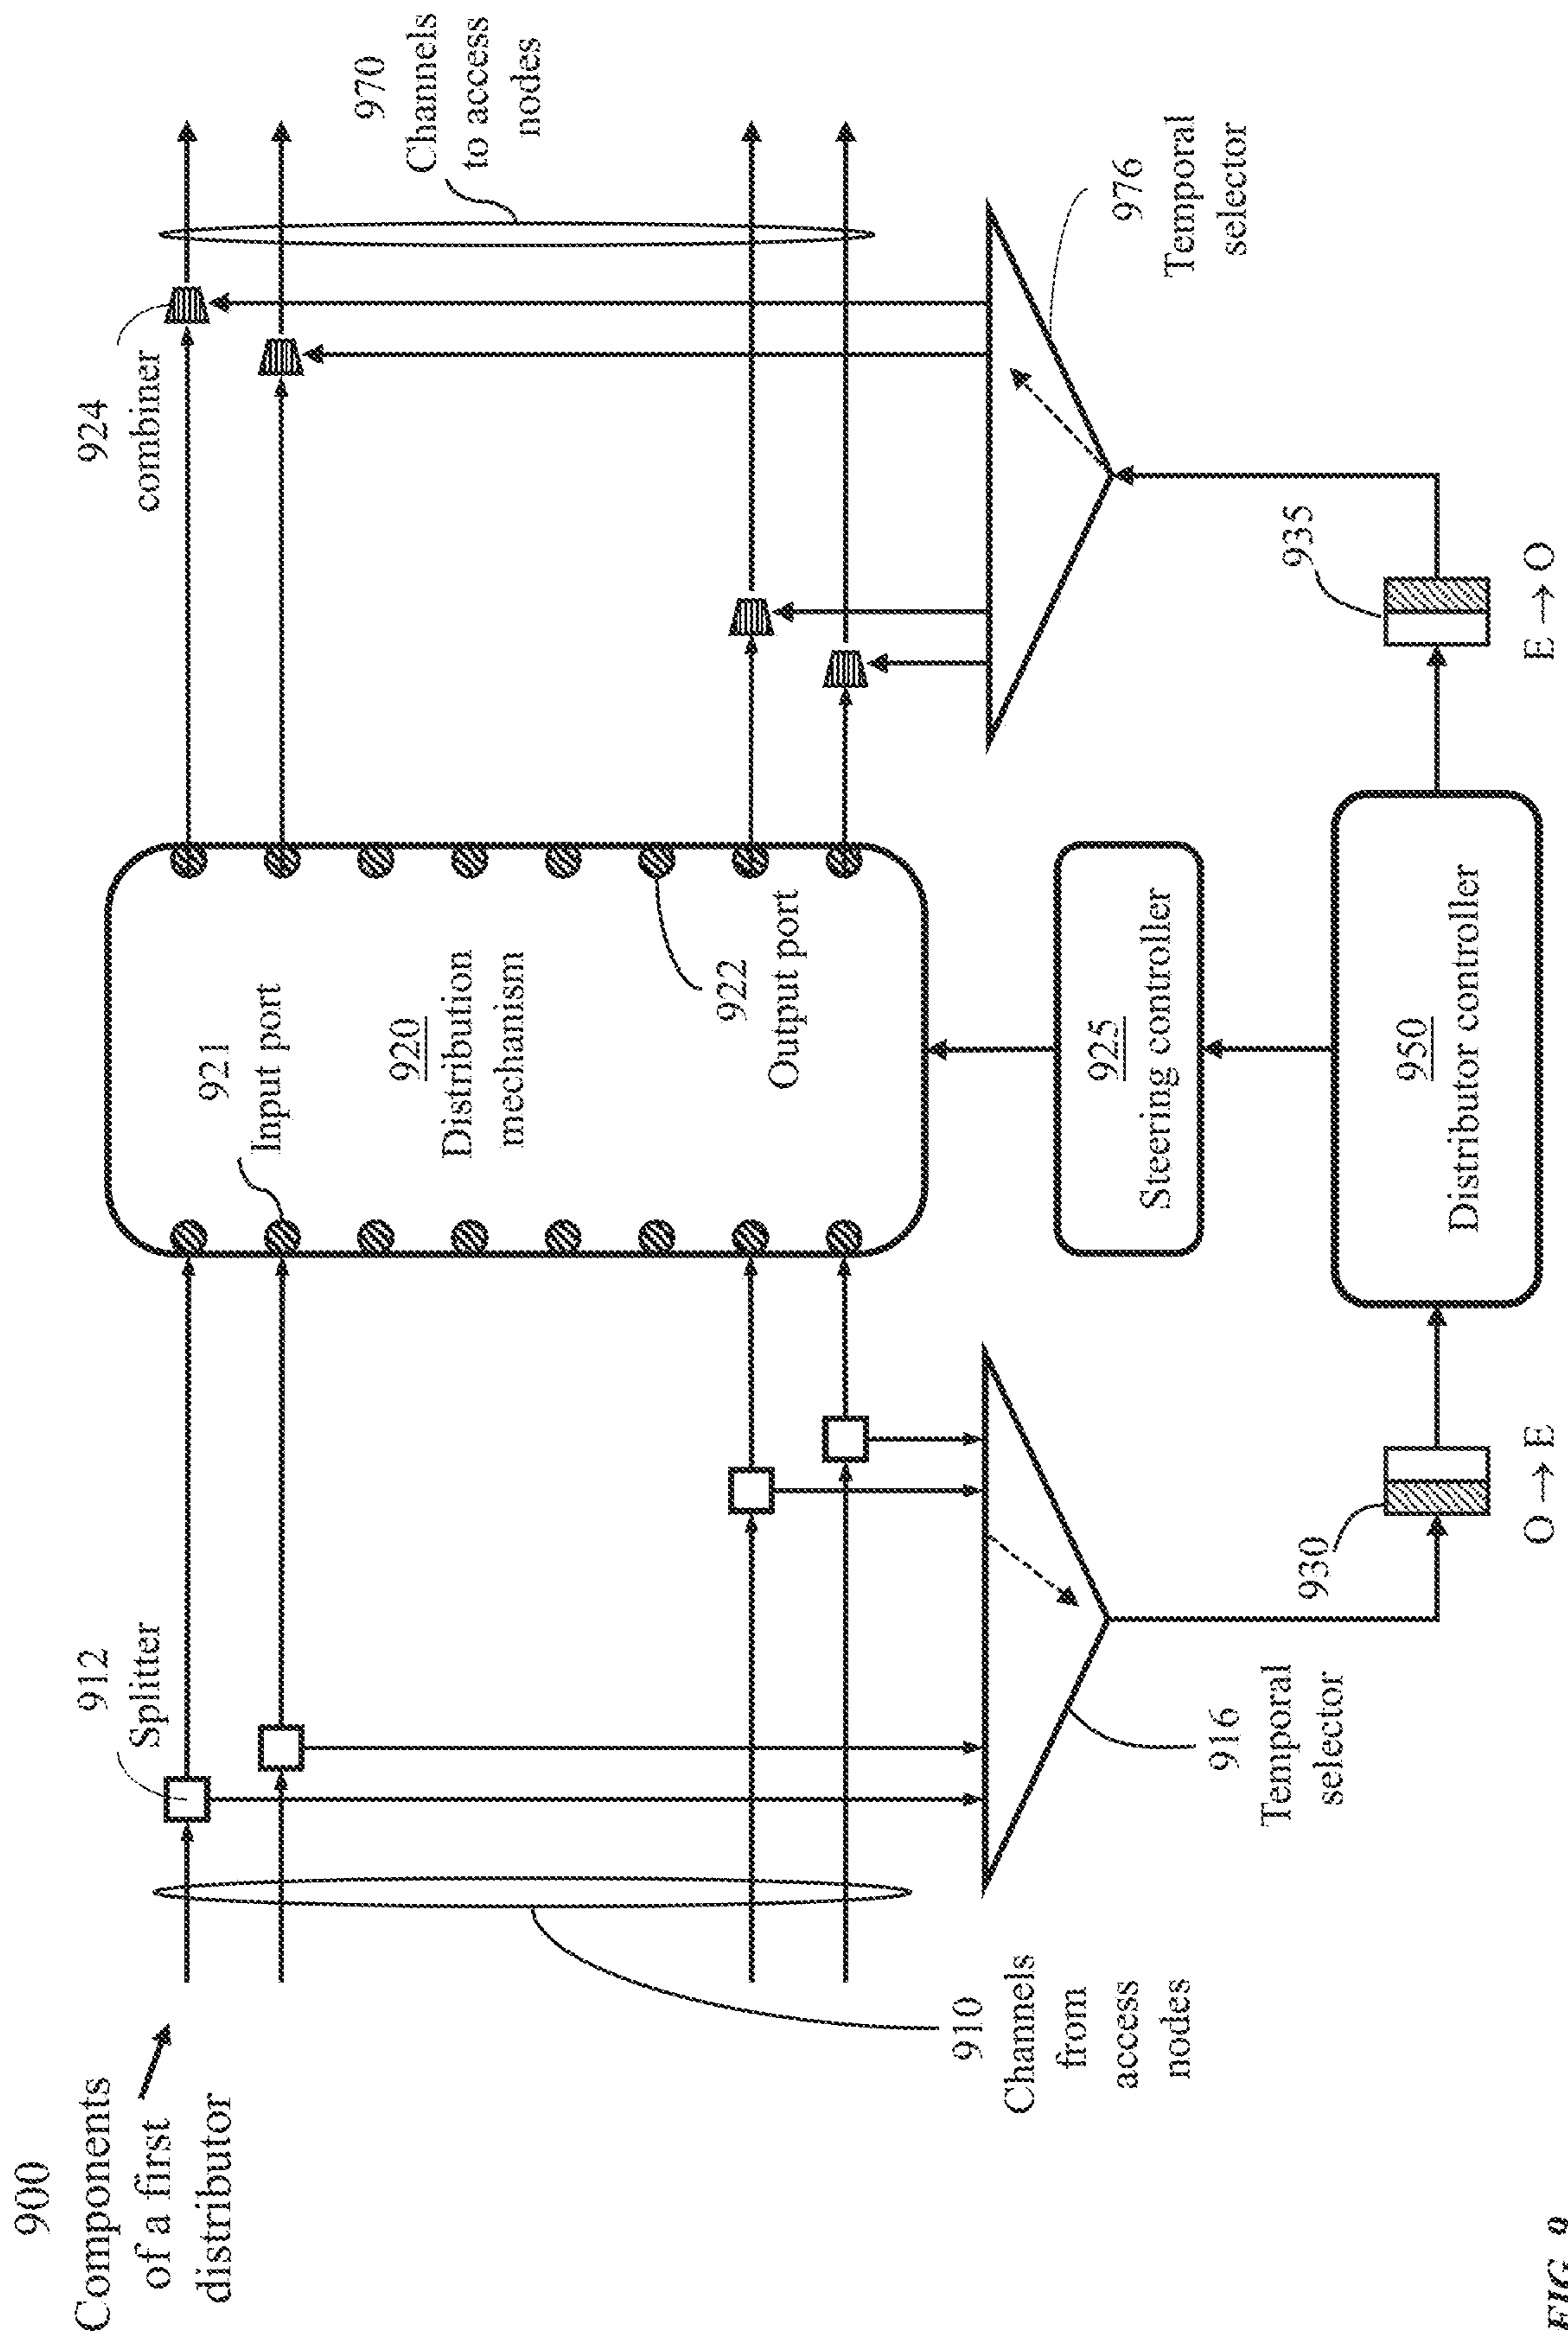 900
Components
of a first
distributor
912
Splitter
924
combiner
970
Channels
to access
nodes
921
Input port
920
Distribution
mechanism
922
Output port
910
Channels
from
access
nodes
916
Temporal
selector
925
Steering controller
976
Temporal
selector
930
O → E
950
Distributor controller
935
E → O
FIG. 9